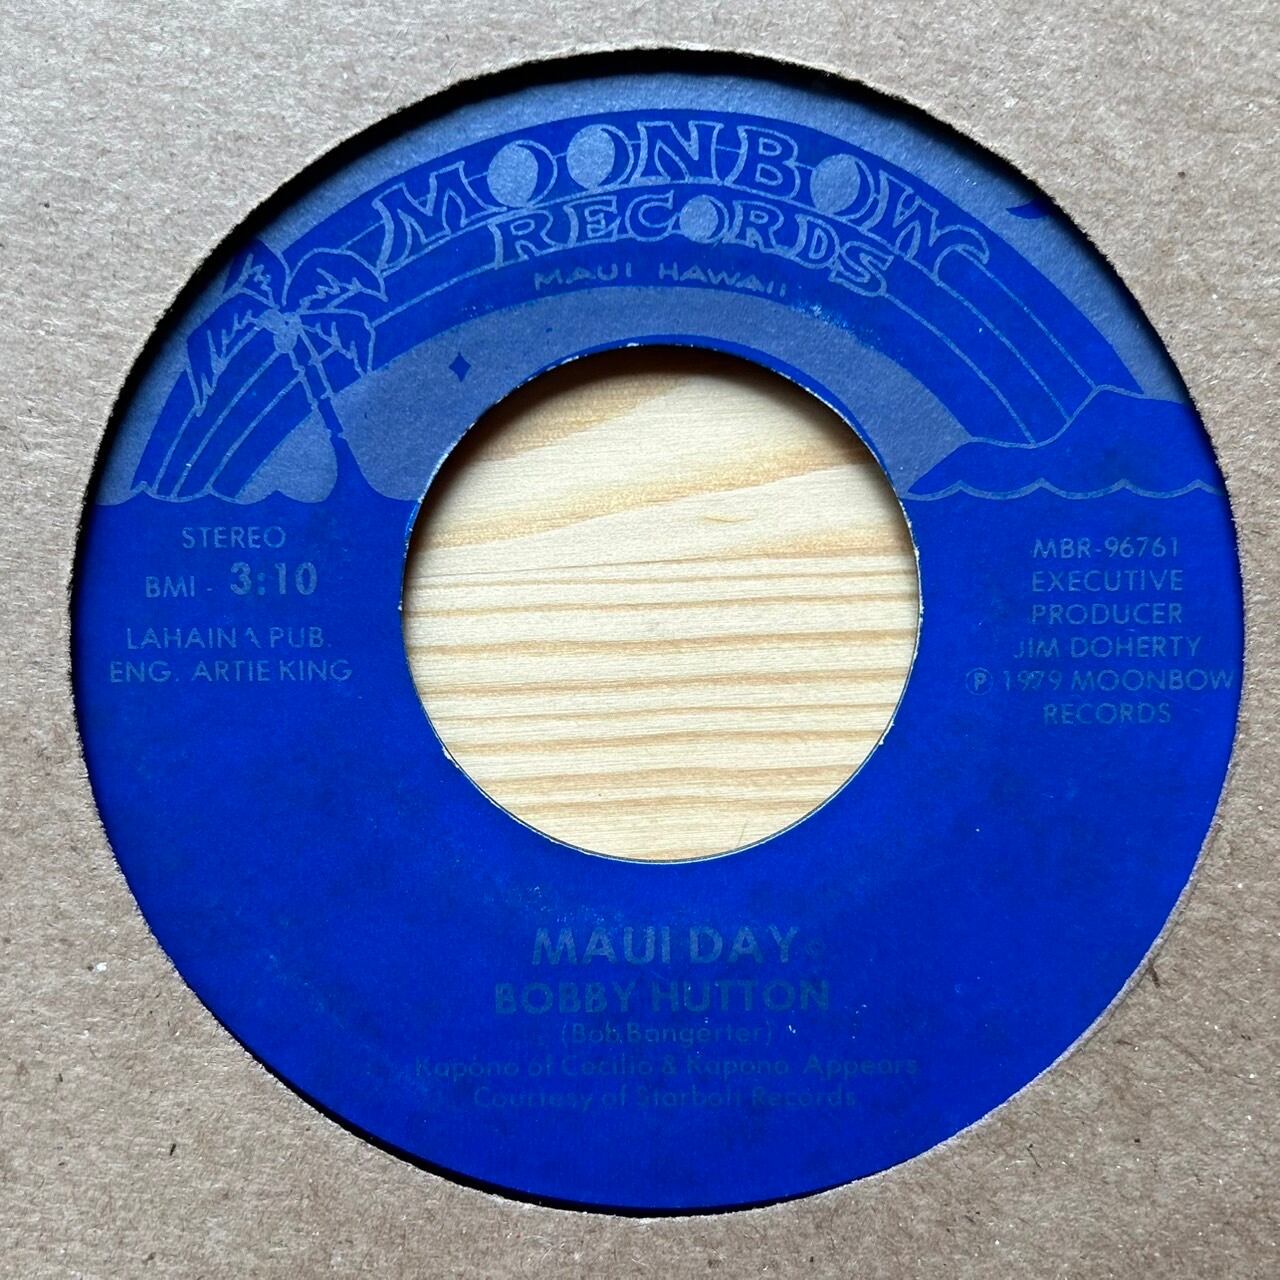 MOONBOW
RECORDS
MAUI HAWAII
STEREO
BMI - 3:10
LAHAINA PUB.
ENG. ARTIE KING
MBR-96761
EXECUTIVE
PRODUCER
JIM DOHERTY
℗ 1979 MOONBOW
RECORDS
MAUI DAY
BOBBY HUTTON
(Bob Bangerter)
Kapono of Cecilio & Kapono Appears
Courtesy of Starbolt Records